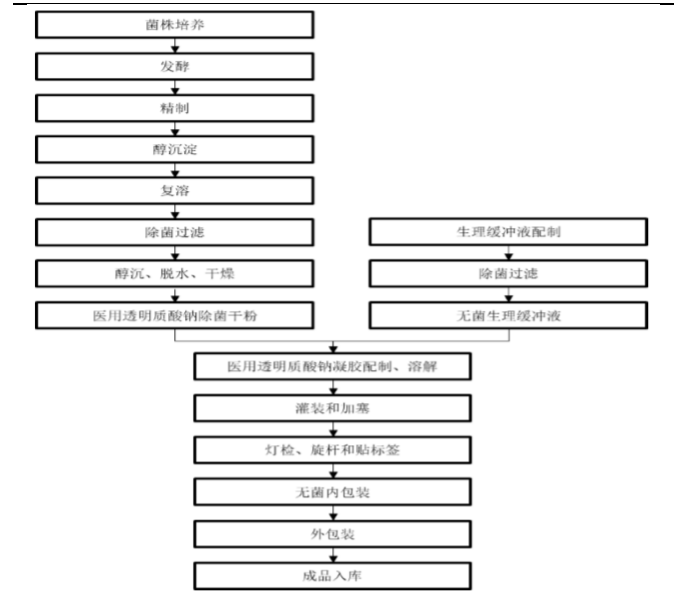 菌株培养
发酵
精制
醇沉淀
复溶
除菌过滤
醇沉、脱水、干燥
医用透明质酸钠除菌干粉
生理缓冲液配制
除菌过滤
无菌生理缓冲液
医用透明质酸钠凝胶配制、溶解
灌装和加塞
灯检、旋杆和贴标签
无菌内包装
外包装
成品入库